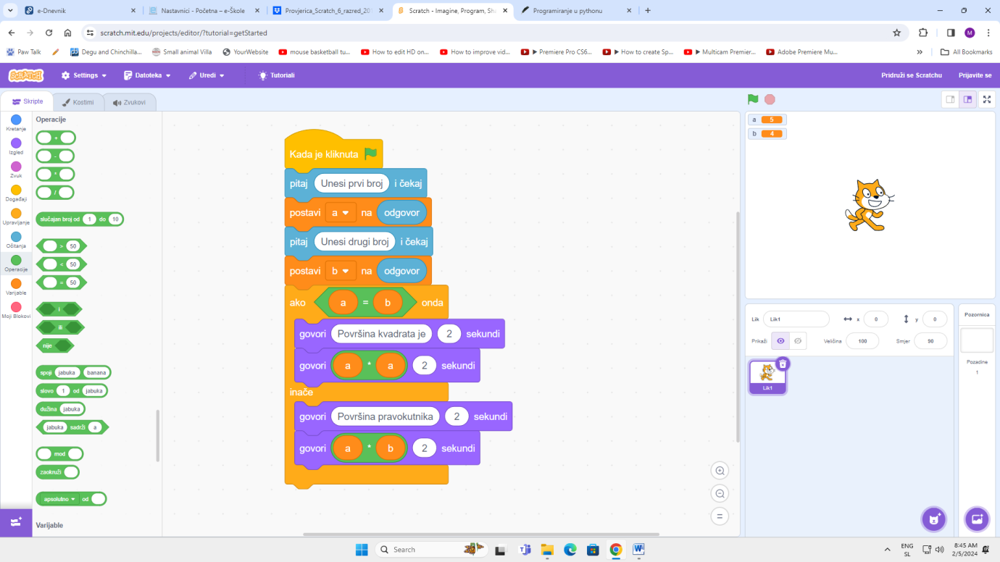 e-Dnevnik
Nastavnici - Početna – e-Škole
Provjerica_Scratch_6_razred_20
Scratch - Imagine, Program, Sh
Programiranje u pythonu
scratch.mit.edu/projects/editor/?tutorial=getStarted
M
Paw Talk
Degu and Chinchilla...
Small animal Villa
YourWebsite
mouse basketball tu...
How to edit HD on...
How to improve vid...
▶ Premiere Pro CS6...
▶ How to create Sp...
▶ Multicam Premier...
Adobe Premiere Mu...
All Bookmarks
SCRATCH
Settings
Datoteka
Uredi
Tutoriali
Pridruži se Scratchu
Prijavite se
Skripte
Kostimi
Zvukovi
Kretanje
Izgled
Zvuk
Događaji
Upravljanje
Očitanja
Operacije
Varijable
Moji Blokovi
Operacije
+
-
*
/
slučajan broj od 1 do 10
> 50
< 50
= 50
i
ili
nije
spoji jabuka banana
slovo 1 od jabuka
dužina jabuka
jabuka sadrži a
mod
zaokruži
apsolutno od
Varijable
Kada je kliknuta
pitaj Unesi prvi broj i čekaj
postavi a na odgovor
pitaj Unesi drugi broj i čekaj
postavi b na odgovor
ako a = b onda
govori Površina kvadrata je 2 sekundi
govori a * a 2 sekundi
inače
govori Površina pravokutnika 2 sekundi
govori a * b 2 sekundi
a 5
b 4
Lik Lik1 x 0 y 0
Prikaži Veličina 100 Smjer 90
Lik1
Pozornica
Pozadine
1
Search
ENG
SL
8:45 AM
2/5/2024